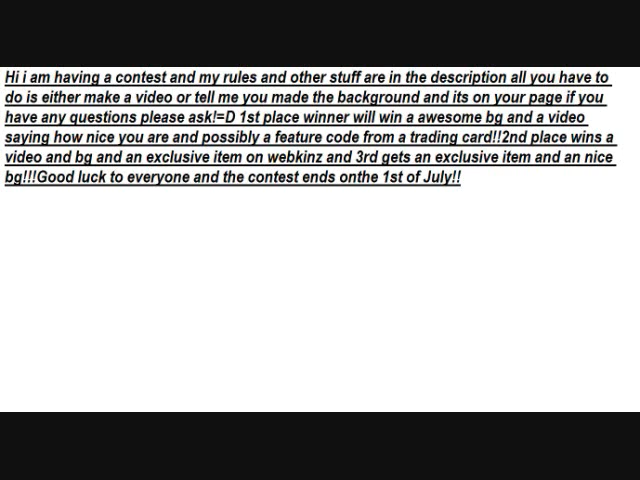 Hi i am having a contest and my rules and other stuff are in the description all you have to
do is either make a video or tell me you made the background and its on your page if you
have any questions please ask!=D 1st place winner will win a awesome bg and a video
saying how nice you are and possibly a feature code from a trading card!!2nd place wins a
video and bg and an exclusive item on webkinz and 3rd gets an exclusive item and an nice
bg!!!Good luck to everyone and the contest ends onthe 1st of July!!